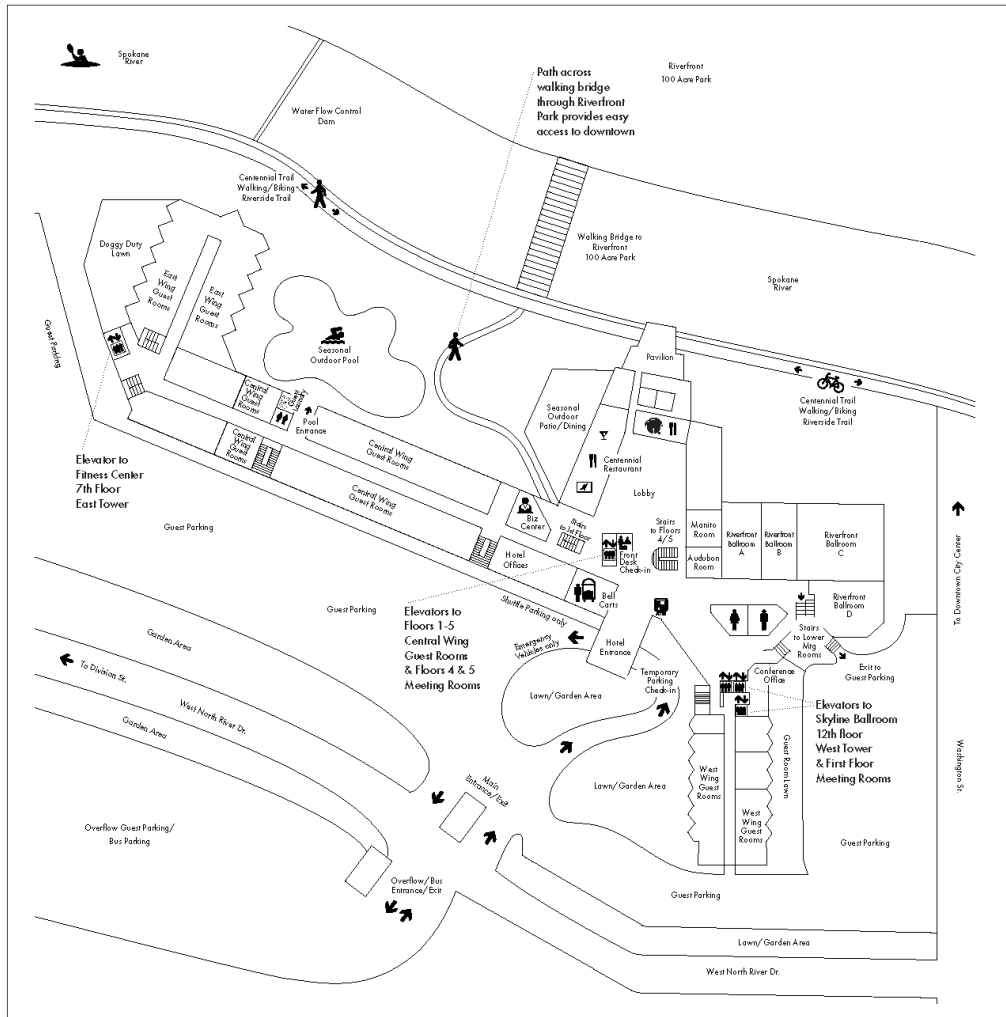 Spokane
River
Riverfront
100 Acre Park
Path across
walking bridge
through Riverfront
Park provides easy
access to downtown
Water Flow Control
Dam
Centennial Trail
Walking/Biking
Riverside Trail
Doggy Duty
Lawn
Walking Bridge to
Riverfront
100 Acre Park
Spokane
River
East
Wing
Guest
Rooms
East
Wing
Guest
Rooms
Guest Parking
Seasonal
Outdoor Pool
Pavilion
Centennial Trail
Walking/Biking
Riverside Trail
Central
Wing
Guest
Rooms
Guest
Laundry
Pool
Entrance
Seasonal
Outdoor
Patio/Dining
Central
Wing
Guest
Rooms
Central Wing
Guest Rooms
Centennial
Restaurant
Elevator to
Fitness Center
7th Floor
East Tower
Central Wing
Guest Rooms
Lobby
Guest Parking
Biz
Center
Stairs
to 1st Floor
Stairs
to Floors
4/5
Manito
Room
Audubon
Room
Riverfront
Ballroom
A
Riverfront
Ballroom
B
Riverfront
Ballroom
C
Hotel
Offices
Front
Desk
Check-in
To Downtown City Center
Bell
Carts
Riverfront
Ballroom
D
Guest Parking
Shuttle Parking only
Elevators to
Floors 1-5
Central Wing
Guest Rooms
& Floors 4 & 5
Meeting Rooms
Emergency
Vehicles only
Hotel
Entrance
Stairs
to Lower
Mtg
Rooms
Garden Area
To Division St.
West North River Dr.
Garden Area
Temporary
Parking
Check-in
Conference
Office
Exit to
Guest Parking
Lawn/Garden Area
Elevators to
Skyline Ballroom
12th floor
West Tower
& First Floor
Meeting Rooms
Guest Room Lawn
Washington St.
Main
Entrance/Exit
Lawn/Garden Area
West
Wing
Guest
Rooms
West
Wing
Guest
Rooms
Overflow Guest Parking/
Bus Parking
Guest Parking
Overflow/Bus
Entrance/Exit
Guest Parking
Lawn/Garden Area
West North River Dr.